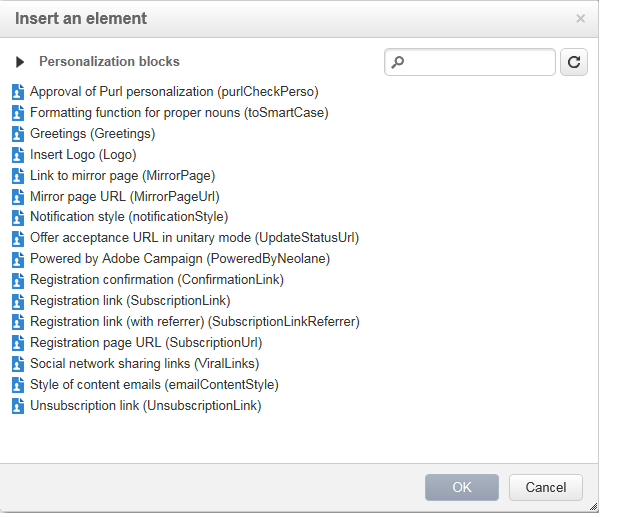 Insert an element
Personalization blocks
Approval of Purl personalization (purlCheckPerso)
Formatting function for proper nouns (toSmartCase)
Greetings (Greetings)
Insert Logo (Logo)
Link to mirror page (MirrorPage)
Mirror page URL (MirrorPageUrl)
Notification style (notificationStyle)
Offer acceptance URL in unitary mode (UpdateStatusUrl)
Powered by Adobe Campaign (PoweredByNeolane)
Registration confirmation (ConfirmationLink)
Registration link (SubscriptionLink)
Registration link (with referrer) (SubscriptionLinkReferrer)
Registration page URL (SubscriptionUrl)
Social network sharing links (ViralLinks)
Style of content emails (emailContentStyle)
Unsubscription link (UnsubscriptionLink)
OK Cancel